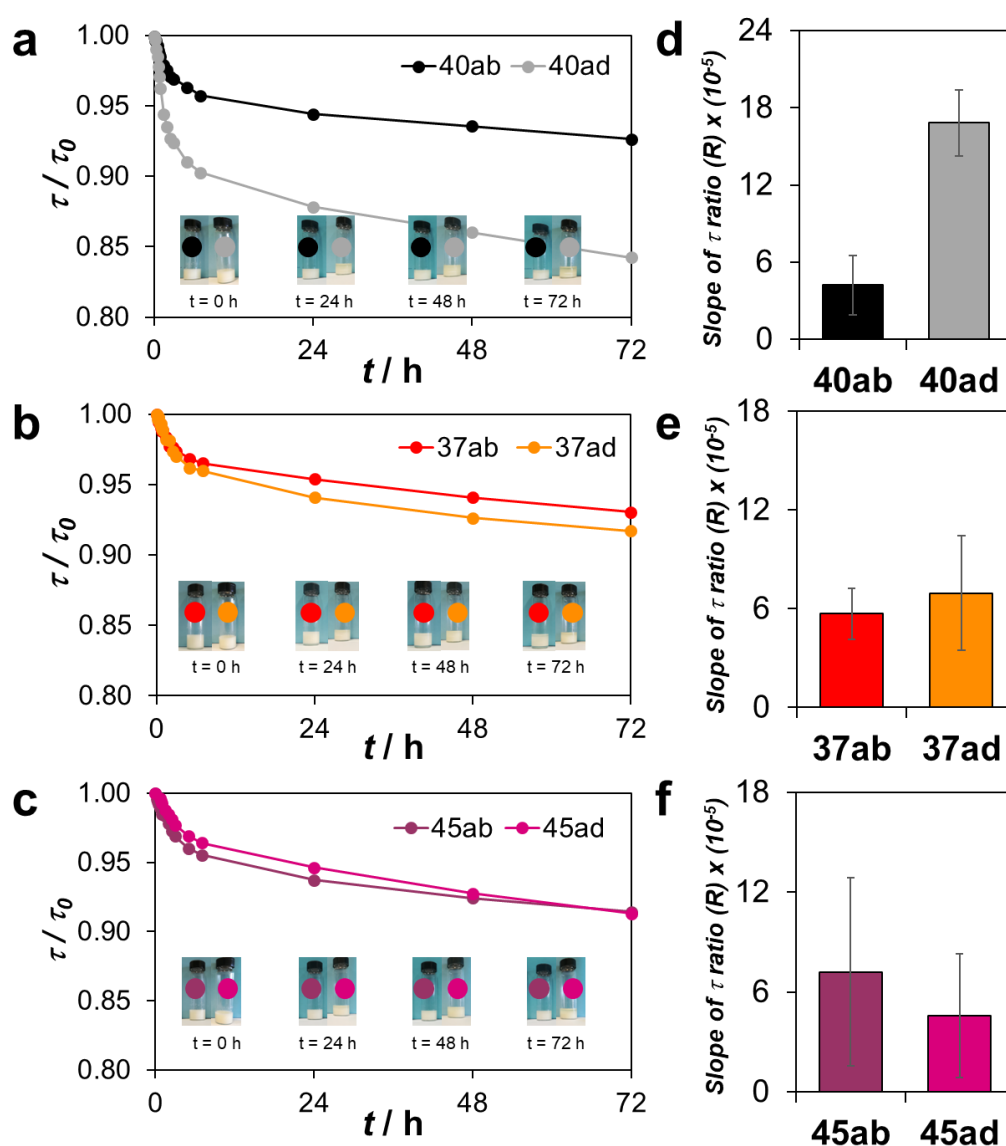 a
1.00
0.95
0.90
0.85
0.80
τ / τ0
40ab 40ad
t = 0 h t = 24 h t = 48 h t = 72 h
0 24 48 72
t / h
d
24
18
12
6
0
Slope of τ ratio (R) x (10-5)
40ab 40ad
b
1.00
0.95
0.90
0.85
0.80
τ / τ0
37ab 37ad
t = 0 h t = 24 h t = 48 h t = 72 h
0 24 48 72
t / h
e
18
12
6
0
Slope of τ ratio (R) x (10-5)
37ab 37ad
c
1.00
0.95
0.90
0.85
0.80
τ / τ0
45ab 45ad
t = 0 h t = 24 h t = 48 h t = 72 h
0 24 48 72
t / h
f
18
12
6
0
Slope of τ ratio (R) x (10-5)
45ab 45ad